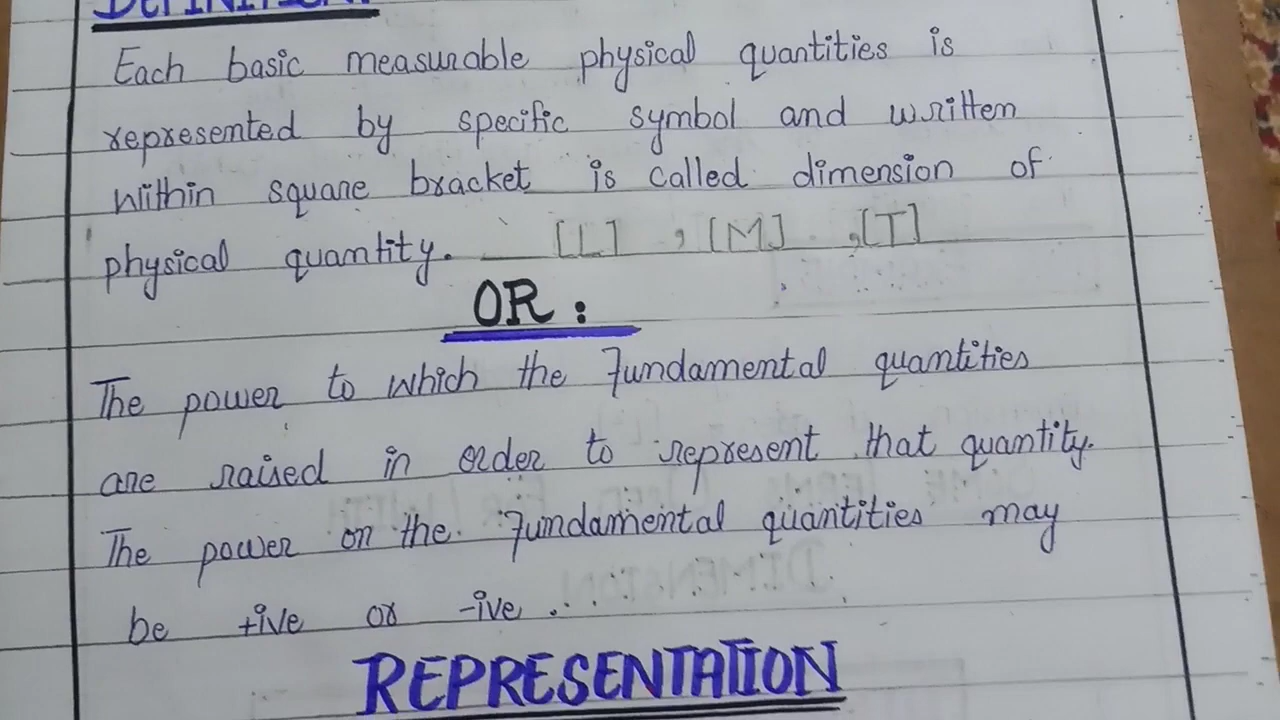 DEFINITION:
Each basic measurable physical quantities is
represented by specific symbol and written
within square bracket is called dimension of
physical quantity. [L] , [M] , [T]
OR :
The power to which the fundamental quantities
are raised in order to represent that quantity.
The power on the fundamental quantities may
be +ive or -ive ...
REPRESENTATION